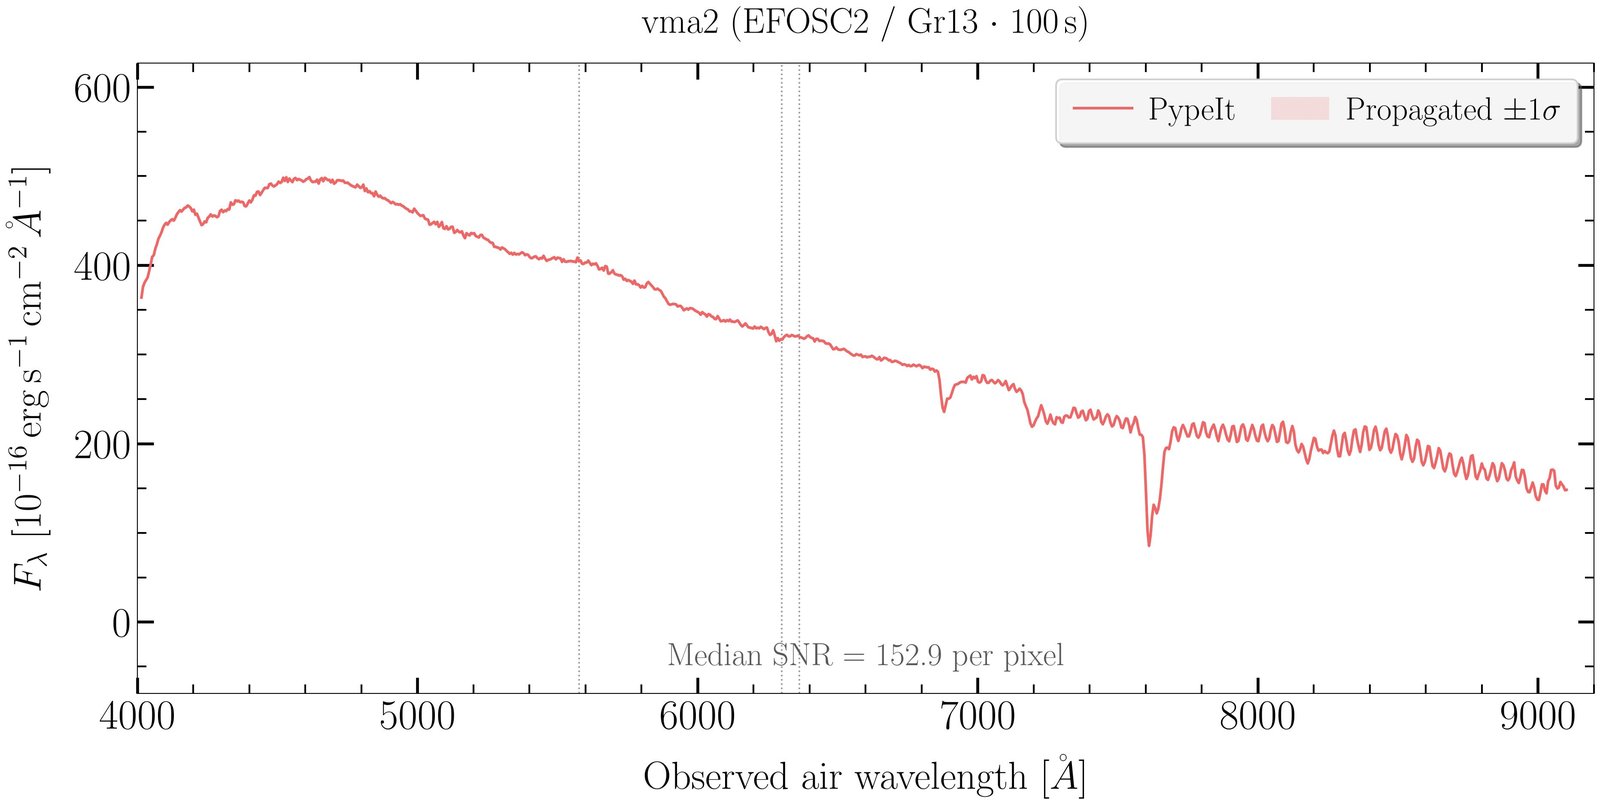 vma2 (EFOSC2 / Gr13 · 100 s)
PypeIt
Propagated ±1σ
600
400
200
0
F_λ [10⁻¹⁶ erg s⁻¹ cm⁻² Å⁻¹]
Median SNR = 152.9 per pixel
4000 5000 6000 7000 8000 9000
Observed air wavelength [Å]